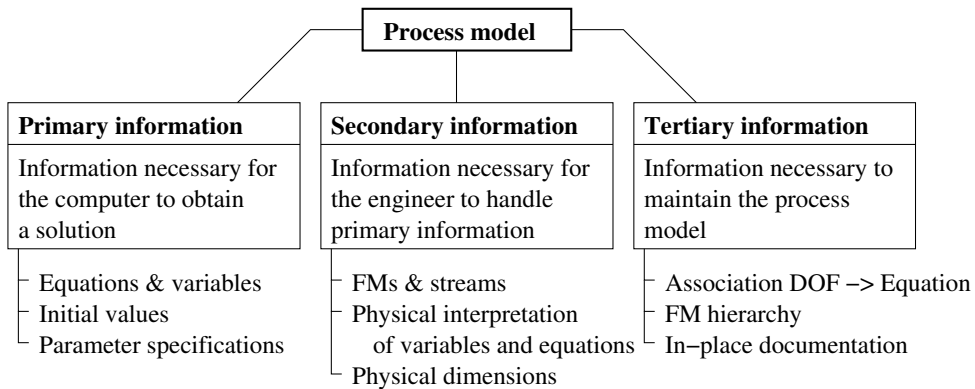 Process model
Primary information
Information necessary for
the computer to obtain
a solution
Equations & variables
Initial values
Parameter specifications
Secondary information
Information necessary for
the engineer to handle
primary information
FMs & streams
Physical interpretation
of variables and equations
Physical dimensions
Tertiary information
Information necessary to
maintain the process
model
Association DOF −> Equation
FM hierarchy
In−place documentation